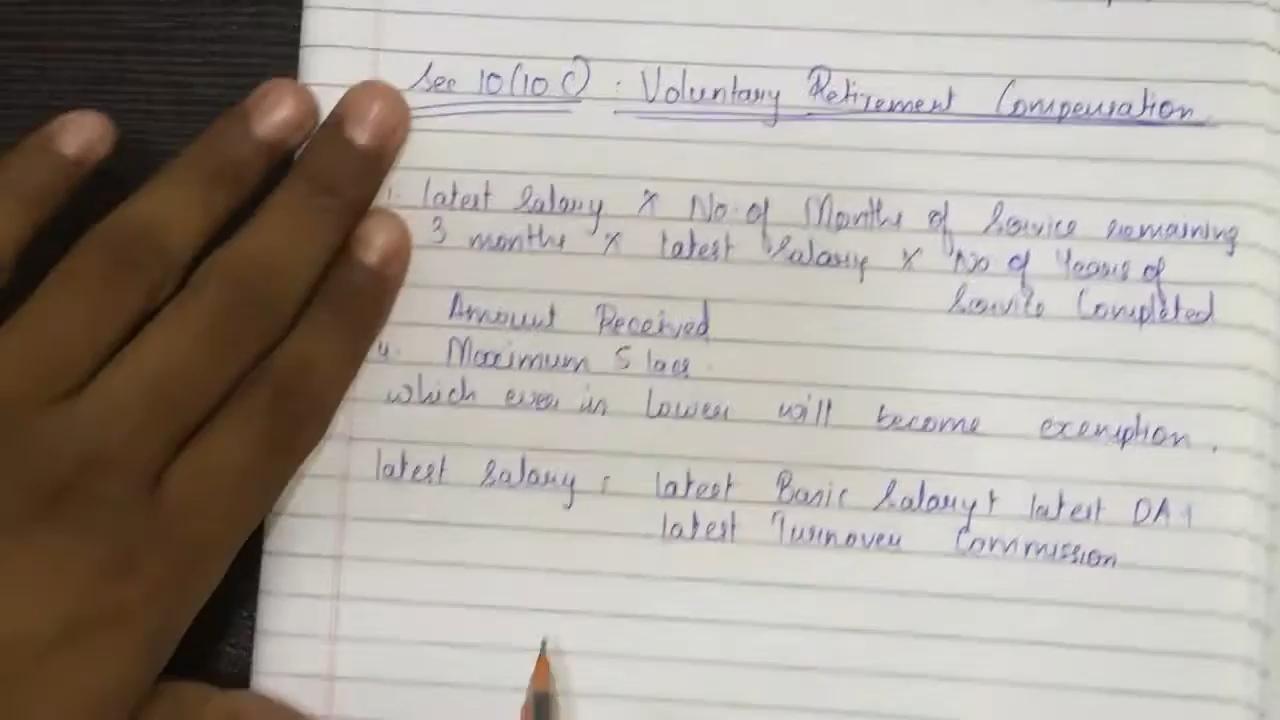 Sec 10(10C) : Voluntary Retirement Compensation
1. latest Salary x No. of Months of Service remaining
3 months x latest Salary x No of Years of
Service Completed
Amount Received
4. Maximum 5 lacs.
which ever is lower will become exemption.
latest Salary : latest Basic Salary + latest DA +
latest Turnover Commission